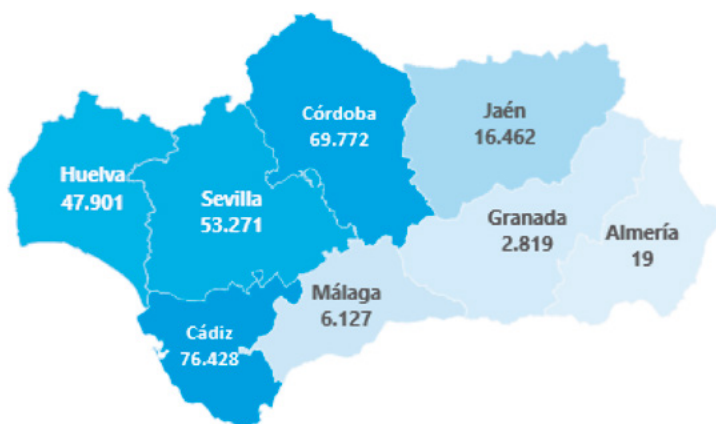 Córdoba
69.772
Jaén
16.462
Huelva
47.901
Sevilla
53.271
Granada
2.819
Almería
19
Málaga
6.127
Cádiz
76.428